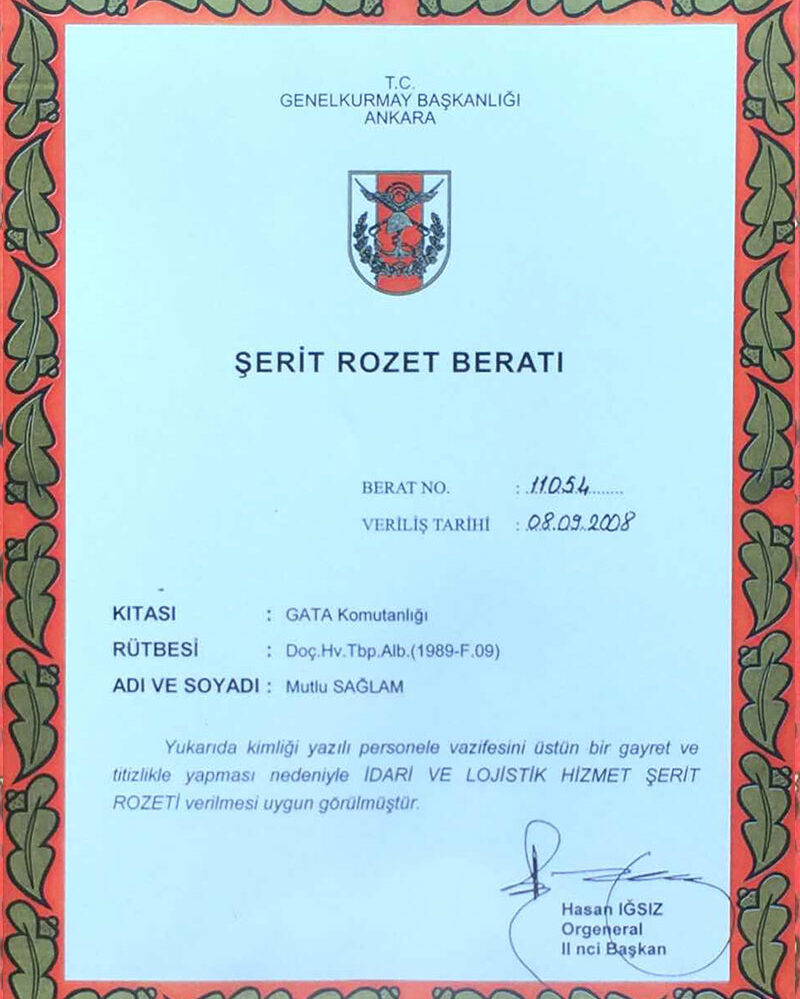 T.C.
GENELKURMAY BAŞKANLIĞI
ANKARA
ŞERİT ROZET BERATI
BERAT NO. : 11054
VERİLİŞ TARİHİ : 08.09.2008
KITASI : GATA Komutanlığı
RÜTBESİ : Doç.Hv.Tbp.Alb.(1989-F.09)
ADI VE SOYADI : Mutlu SAĞLAM
Yukarıda kimliği yazılı personele vazifesini üstün bir gayret ve
titizlikle yapması nedeniyle İDARİ VE LOJİSTİK HİZMET ŞERİT
ROZETİ verilmesi uygun görülmüştür.
Hasan IĞSIZ
Orgeneral
II nci Başkan